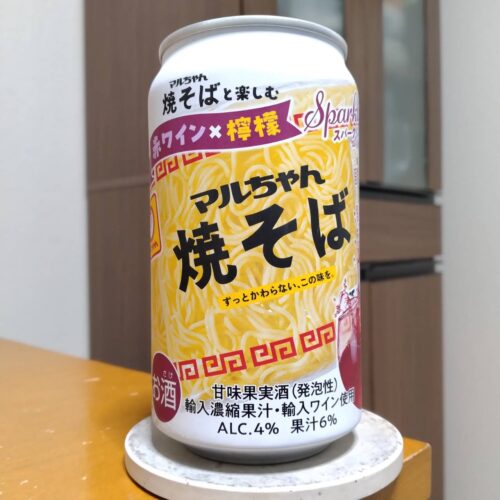 マルちゃん
焼そばと楽しむ
赤ワイン×檸檬
スパーク
マルちゃん
焼そば
ずっとかわらない、この味を。
さけ
お酒
甘味果実酒(発泡性)
輸入濃縮果汁・輸入ワイン使用
ALC.4% 果汁6%